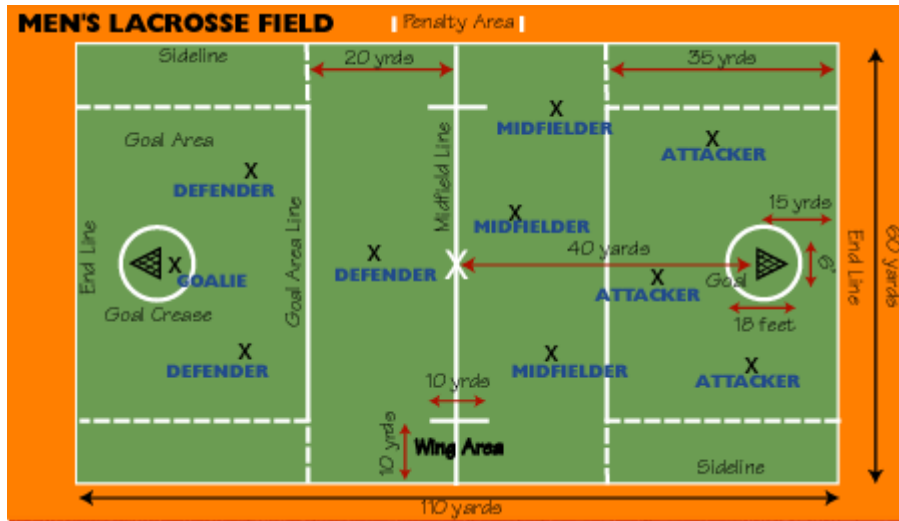 MEN'S LACROSSE FIELD
Penalty Area
Sideline
20 yrds
35 yrds
X
MIDFIELDER
X
ATTACKER
Goal Area
X
DEFENDER
Midfield Line
15 yrds
X
MIDFIELDER
End Line
Goal Area Line
X
GOALIE
X
DEFENDER
X
40 yards
X
ATTACKER
Goal
6'
End Line
60 yards
Goal Crease
18 feet
X
DEFENDER
X
MIDFIELDER
X
ATTACKER
10 yrds
10 yrds
Wing Area
Sideline
110 yards